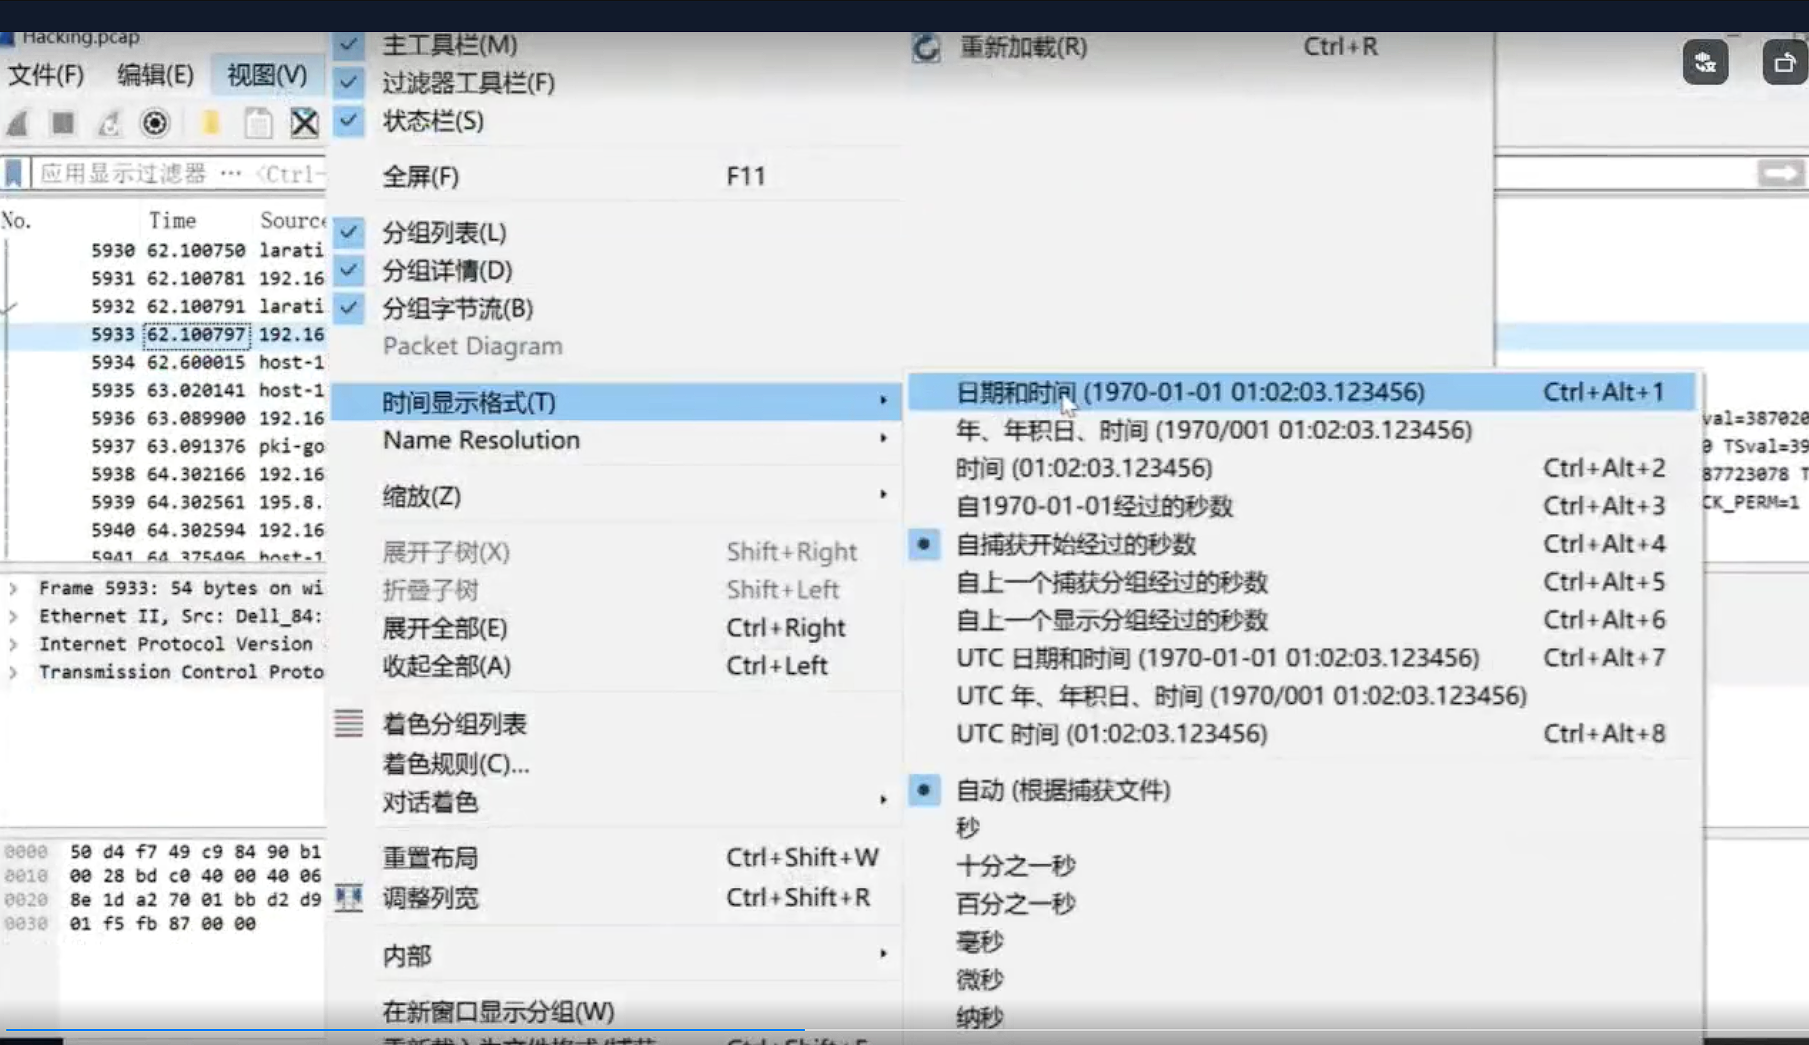 Hacking.pcap
文件(F) 编辑(E) 视图(V)
应用显示过滤器 … <Ctrl-
No. Time Source
5930 62.100750 larati
5931 62.100781 192.16
5932 62.100791 larati
5933 62.100797 192.16
5934 62.600015 host-1
5935 63.020141 host-1
5936 63.089900 192.16
5937 63.091376 pki-go
5938 64.302166 192.16
5939 64.302561 195.8.
5940 64.302594 192.16
5941 64.375496 host-1
Frame 5933: 54 bytes on wi
Ethernet II, Src: Dell_84:
Internet Protocol Version
Transmission Control Proto
0000 50 d4 f7 49 c9 84 90 b1
0010 00 28 bd c0 40 00 40 06
0020 8e 1d a2 70 01 bb d2 d9
0030 01 f5 fb 87 00 00
主工具栏(M)
过滤器工具栏(F)
状态栏(S)
全屏(F) F11
分组列表(L)
分组详情(D)
分组字节流(B)
Packet Diagram
时间显示格式(T)
Name Resolution
缩放(Z)
展开子树(X) Shift+Right
折叠子树 Shift+Left
展开全部(E) Ctrl+Right
收起全部(A) Ctrl+Left
着色分组列表
着色规则(C)...
对话着色
重置布局 Ctrl+Shift+W
调整列宽 Ctrl+Shift+R
内部
在新窗口显示分组(W)
重新加载(R) Ctrl+R
日期和时间 (1970-01-01 01:02:03.123456) Ctrl+Alt+1
年、年积日、时间 (1970/001 01:02:03.123456)
时间 (01:02:03.123456) Ctrl+Alt+2
自1970-01-01经过的秒数 Ctrl+Alt+3
自捕获开始经过的秒数 Ctrl+Alt+4
自上一个捕获分组经过的秒数 Ctrl+Alt+5
自上一个显示分组经过的秒数 Ctrl+Alt+6
UTC 日期和时间 (1970-01-01 01:02:03.123456) Ctrl+Alt+7
UTC 年、年积日、时间 (1970/001 01:02:03.123456)
UTC 时间 (01:02:03.123456) Ctrl+Alt+8
自动 (根据捕获文件)
秒
十分之一秒
百分之一秒
毫秒
微秒
纳秒
val=387020
0 TSval=39
87723078 T
CK_PERM=1